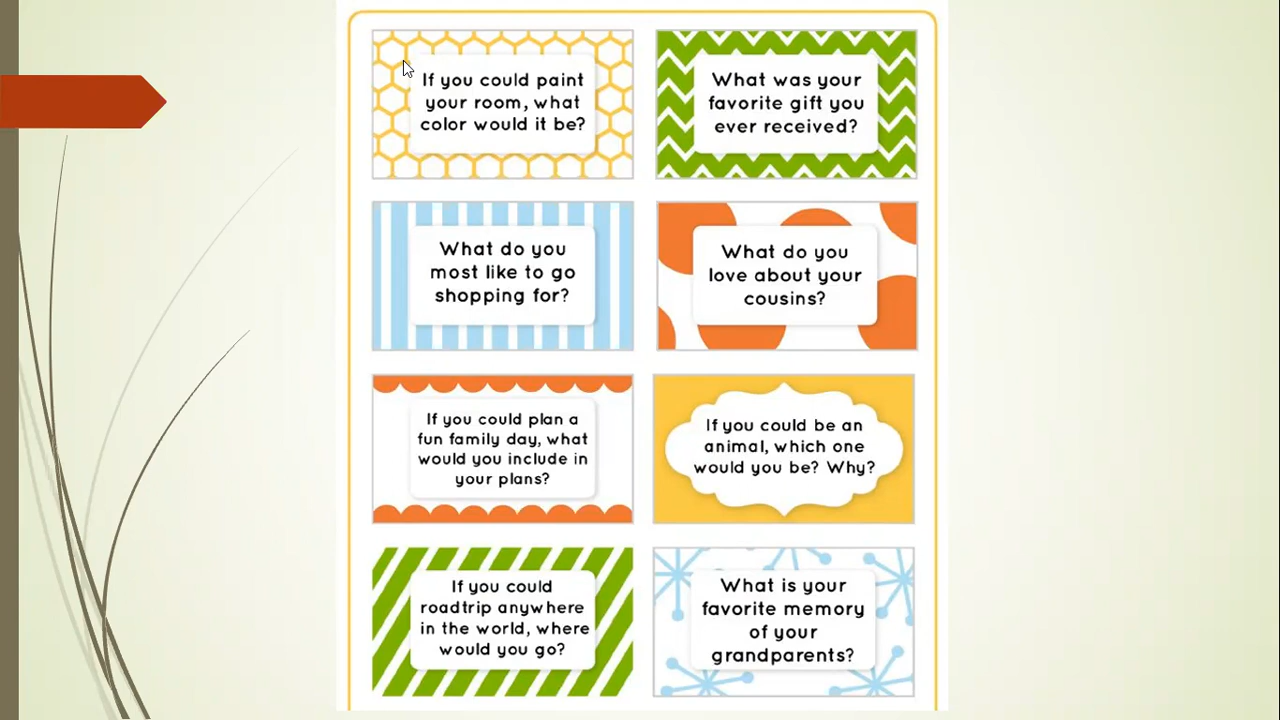 If you could paint
your room, what
color would it be?
What was your
favorite gift you
ever received?
What do you
most like to go
shopping for?
What do you
love about your
cousins?
If you could plan a
fun family day, what
would you include in
your plans?
If you could be an
animal, which one
would you be? Why?
If you could
roadtrip anywhere
in the world, where
would you go?
What is your
favorite memory
of your
grandparents?